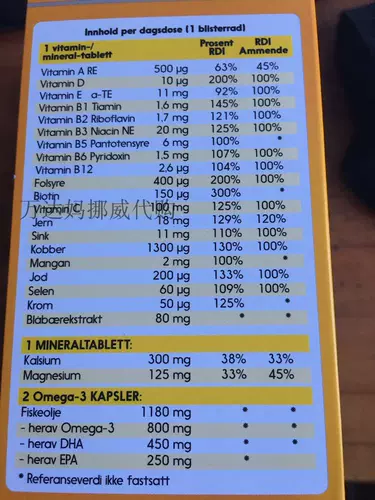 Innhold per dagsdose (1 blisterrad)
1 vitamin-/ Prosent RDI
mineral-tablett RDI Ammende
Vitamin A RE 500 µg 63% 45%
Vitamin D 10 µg 200% 100%
Vitamin E a-TE 11 mg 92% 100%
Vitamin B1 Tiamin 1,6 mg 145% 100%
Vitamin B2 Riboflavin 1,7 mg 121% 100%
Vitamin B3 Niacin NE 20 mg 125% 100%
Vitamin B5 Pantotensyre 6 mg 100% *
Vitamin B6 Pyridoxin 1,5 mg 107% 100%
Vitamin B12 2,6 µg 104% 100%
Folsyre 400 µg 200% 100%
Biotin 150 µg 300% *
Vitamin C 100 mg 125% 100%
Jern 18 mg 129% 120%
Sink 11 mg 110% 100%
Kobber 1300 µg 130% 100%
Mangan 2 mg 100% *
Jod 200 µg 133% 100%
Selen 60 µg 109% 100%
Krom 50 µg 125% *
Blåbærekstrakt 80 mg * *
万达妈挪威代购
1 MINERALTABLETT:
Kalsium 300 mg 38% 33%
Magnesium 125 mg 33% 45%
2 Omega-3 KAPSLER:
Fiskeolje 1180 mg * *
- herav Omega-3 800 mg * *
- herav DHA 450 mg * *
- herav EPA 250 mg * *
* Referanseverdi ikke fastsatt